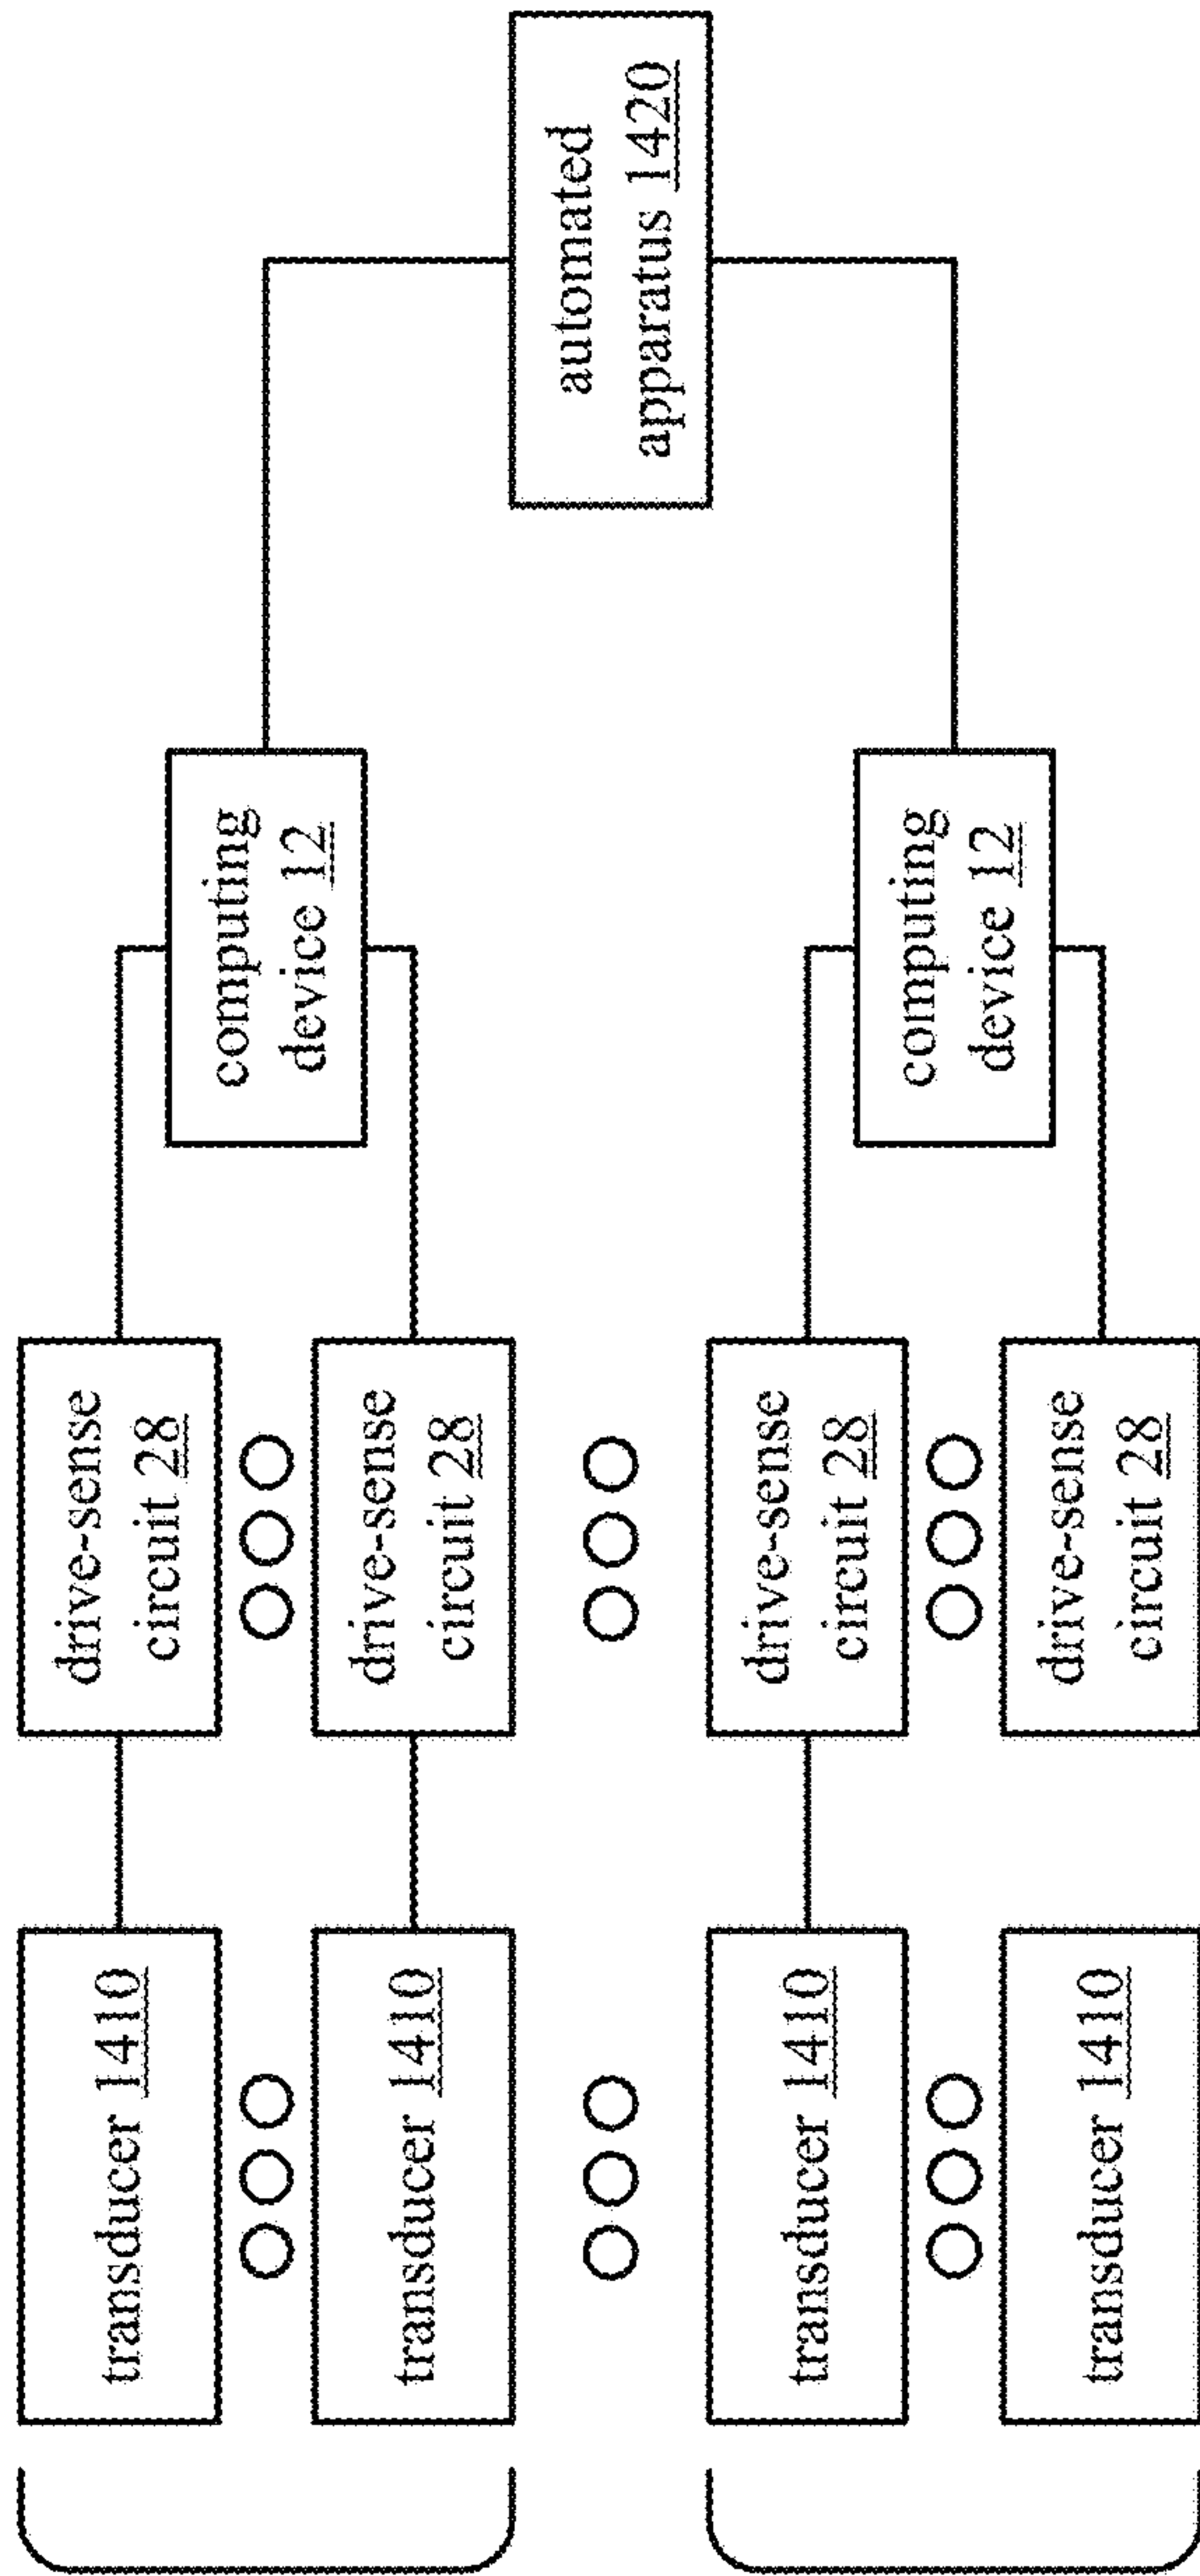 transducer 1410
drive-sense
circuit 28
computing
device 12
transducer 1410
drive-sense
circuit 28
automated
apparatus 1420
transducer 1410
drive-sense
circuit 28
computing
device 12
transducer 1410
drive-sense
circuit 28